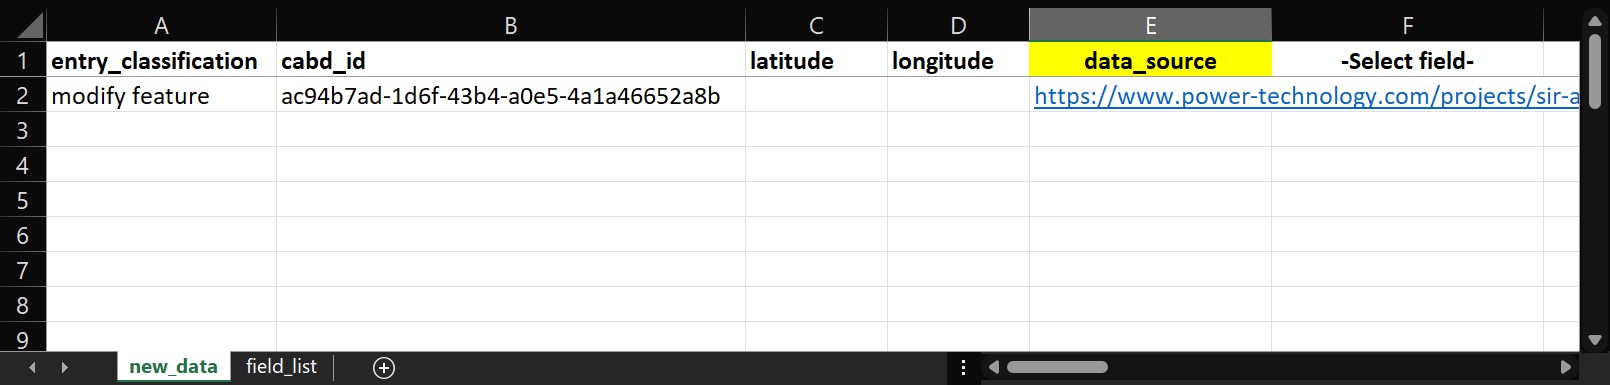 A B C D E F
1 entry_classification cabd_id latitude longitude data_source -Select field-
2 modify feature ac94b7ad-1d6f-43b4-a0e5-4a1a46652a8b https://www.power-technology.com/projects/sir-a
3
4
5
6
7
8
9
new_data field_list